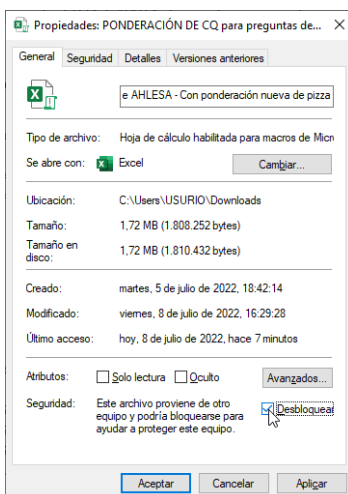 Propiedades: PONDERACIÓN DE CQ para preguntas de...
General Seguridad Detalles Versiones anteriores
e AHLESA - Con ponderación nueva de pizza
Tipo de archivo: Hoja de cálculo habilitada para macros de Micr
Se abre con: Excel Cambiar...
Ubicación: C:\Users\USURIO\Downloads
Tamaño: 1,72 MB (1.808.252 bytes)
Tamaño en disco: 1,72 MB (1.810.432 bytes)
Creado: martes, 5 de julio de 2022, 18:42:14
Modificado: viernes, 8 de julio de 2022, 16:29:28
Último acceso: hoy, 8 de julio de 2022, hace 7 minutos
Atributos: Solo lectura Oculto Avanzados...
Seguridad: Este archivo proviene de otro
equipo y podría bloquearse para
ayudar a proteger este equipo.
Desbloquear
Aceptar Cancelar Aplicar